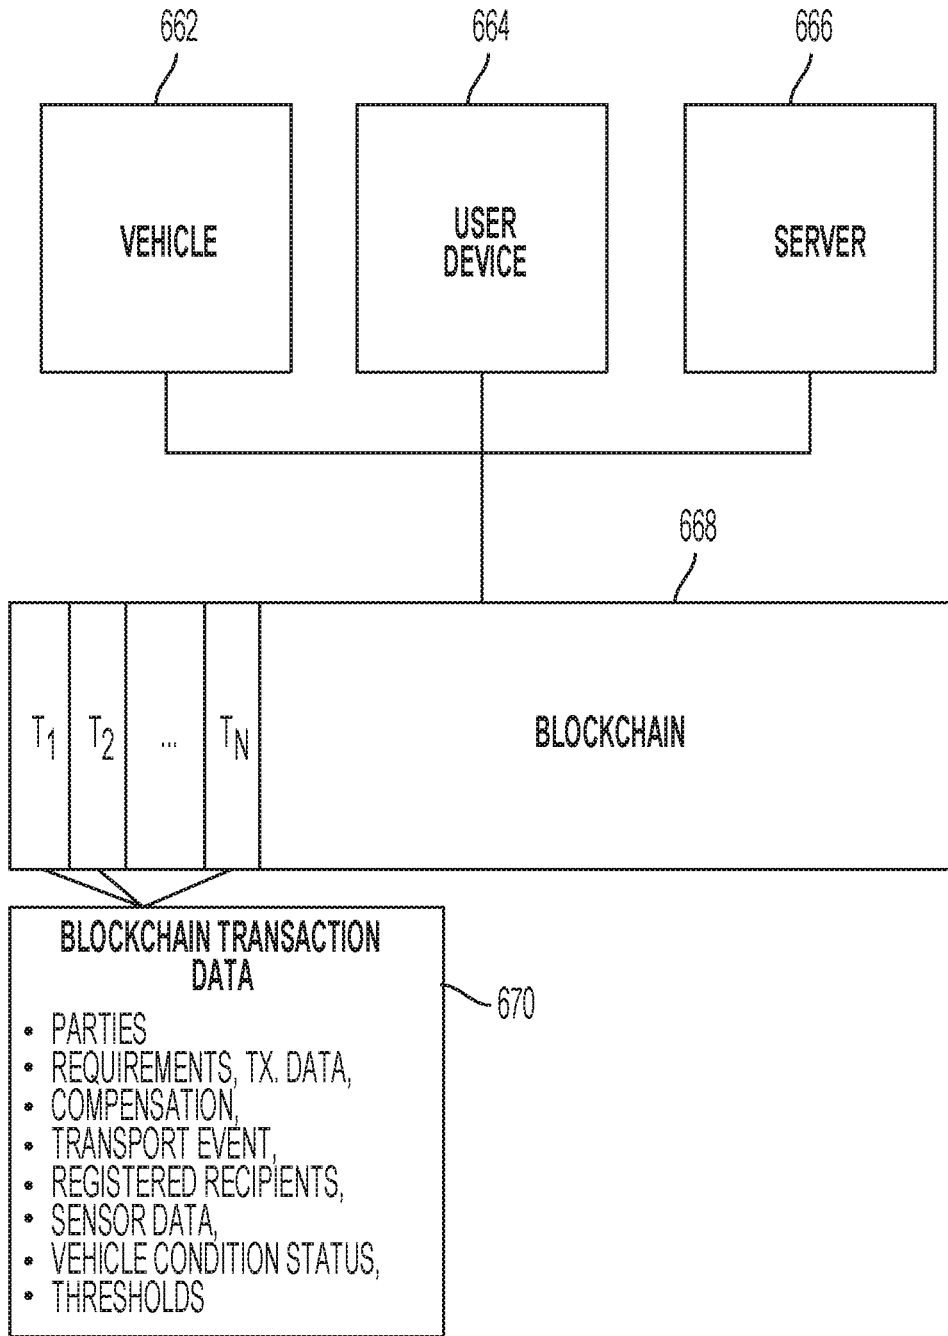 662 664 666
VEHICLE USER DEVICE SERVER
668
T1 T2 ... TN BLOCKCHAIN
BLOCKCHAIN TRANSACTION
DATA
670
• PARTIES
• REQUIREMENTS, TX. DATA,
• COMPENSATION,
• TRANSPORT EVENT,
• REGISTERED RECIPIENTS,
• SENSOR DATA,
• VEHICLE CONDITION STATUS,
• THRESHOLDS